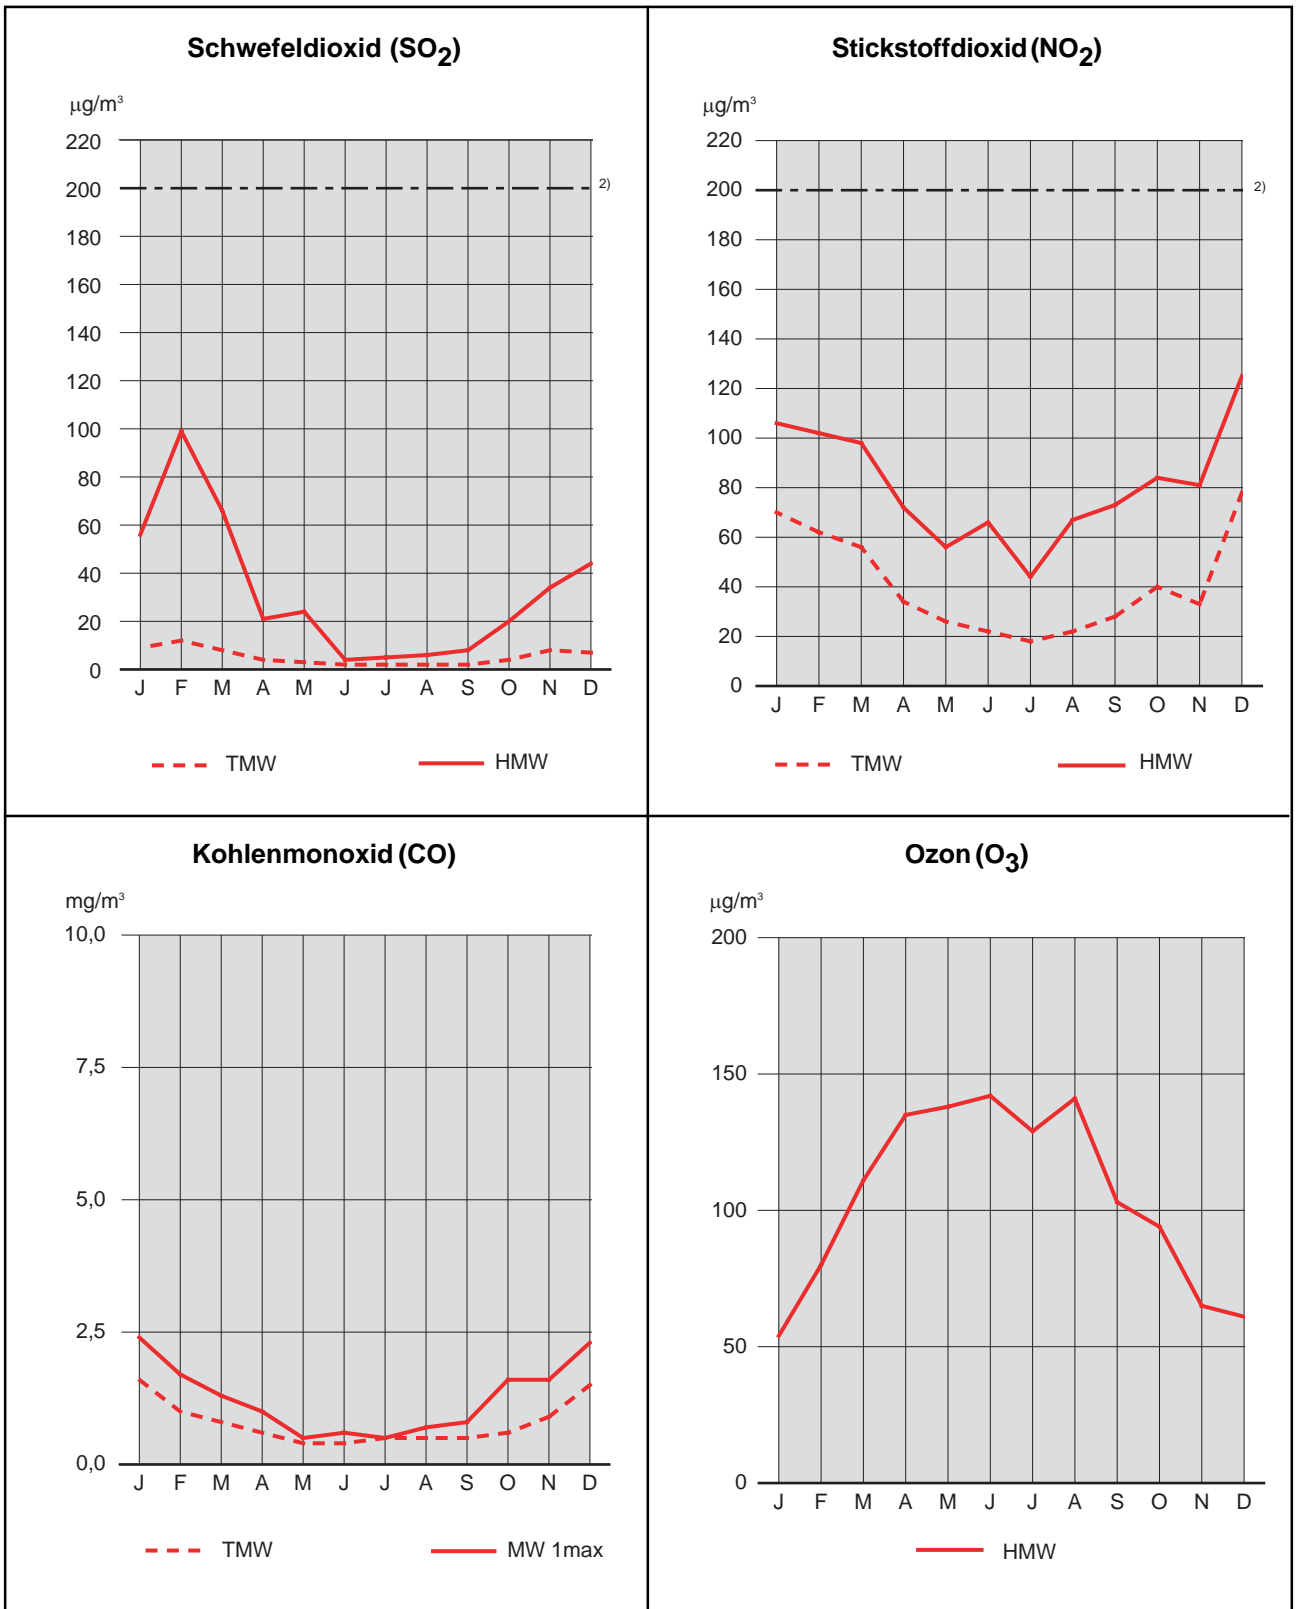 Schwefeldioxid (SO2)
µg/m³
220
200
2)
180
160
140
120
100
80
60
40
20
0
J F M A M J J A S O N D
TMW HMW
Stickstoffdioxid (NO2)
µg/m³
220
200
2)
180
160
140
120
100
80
60
40
20
0
J F M A M J J A S O N D
TMW HMW
Kohlenmonoxid (CO)
mg/m³
10,0
7,5
5,0
2,5
0,0
J F M A M J J A S O N D
TMW MW 1max
Ozon (O3)
µg/m³
200
150
100
50
0
J F M A M J J A S O N D
HMW